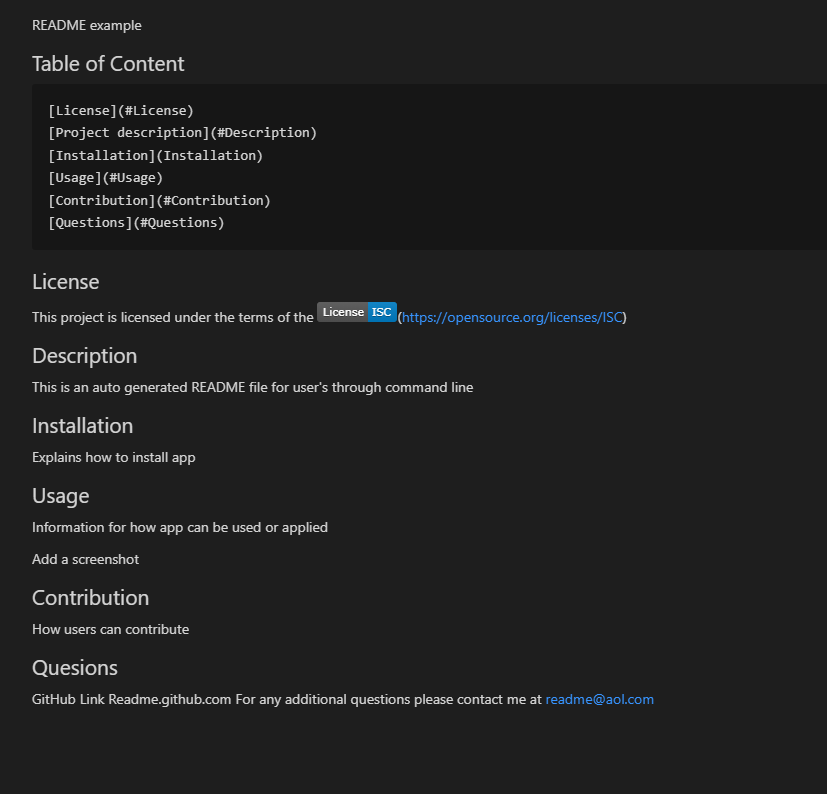 README example
Table of Content
[License](#License)
[Project description](#Description)
[Installation](Installation)
[Usage](#Usage)
[Contribution](#Contribution)
[Questions](#Questions)
License
This project is licensed under the terms of the License ISC (https://opensource.org/licenses/ISC)
Description
This is an auto generated README file for user's through command line
Installation
Explains how to install app
Usage
Information for how app can be used or applied
Add a screenshot
Contribution
How users can contribute
Quesions
GitHub Link Readme.github.com For any additional questions please contact me at readme@aol.com